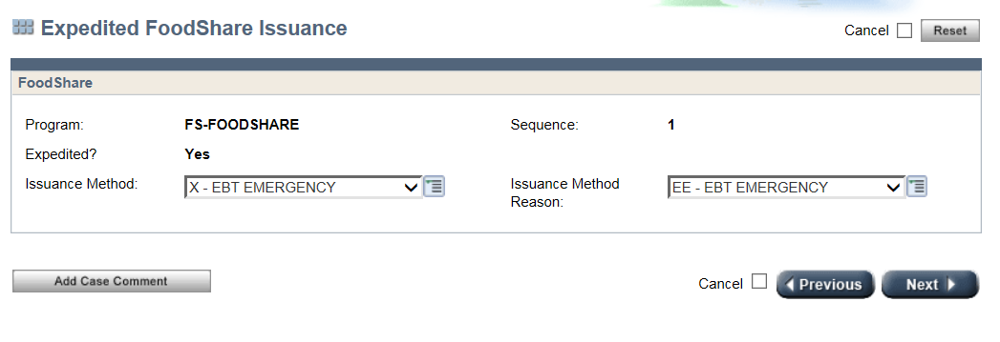 Expedited FoodShare Issuance
Cancel Reset
FoodShare
Program: FS-FOODSHARE Sequence: 1
Expedited? Yes
Issuance Method: X - EBT EMERGENCY Issuance Method Reason: EE - EBT EMERGENCY
Add Case Comment Cancel Previous Next